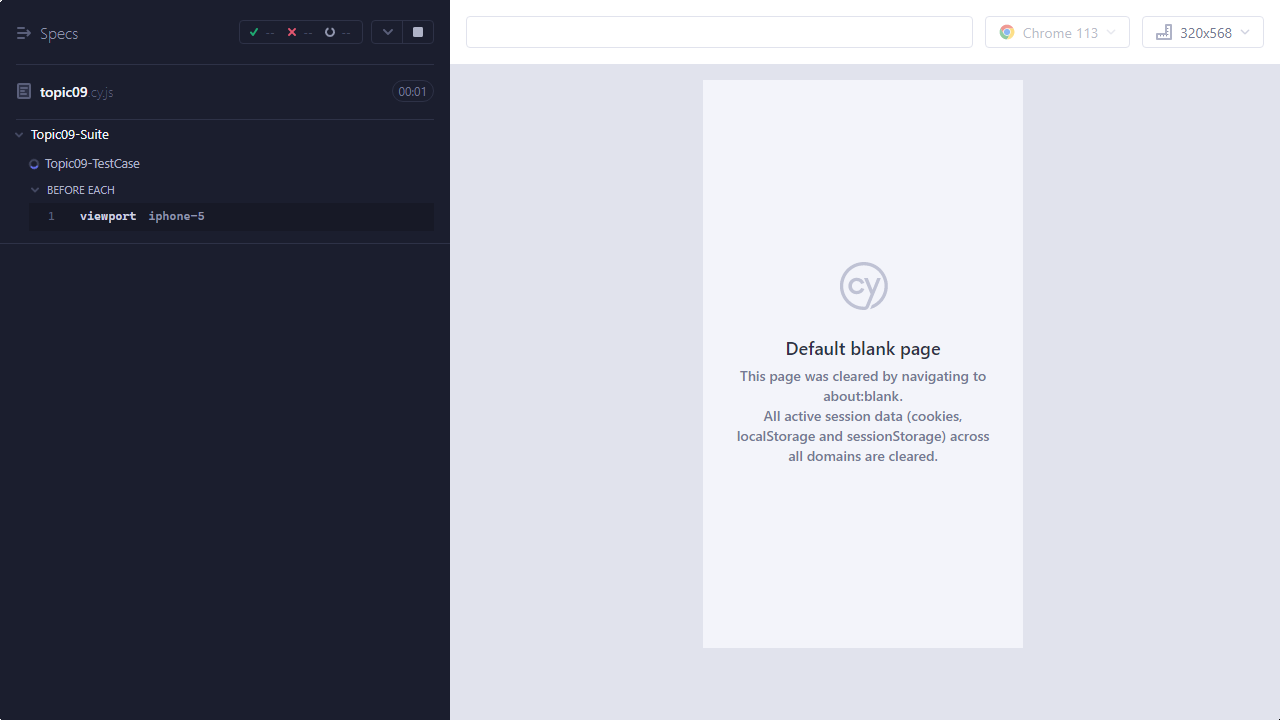 Specs
-- -- --
topic09 cy.js
00:01
Topic09-Suite
Topic09-TestCase
BEFORE EACH
1 viewport iphone-5
Chrome 113
320x568
cy
Default blank page
This page was cleared by navigating to
about:blank.
All active session data (cookies,
localStorage and sessionStorage) across
all domains are cleared.